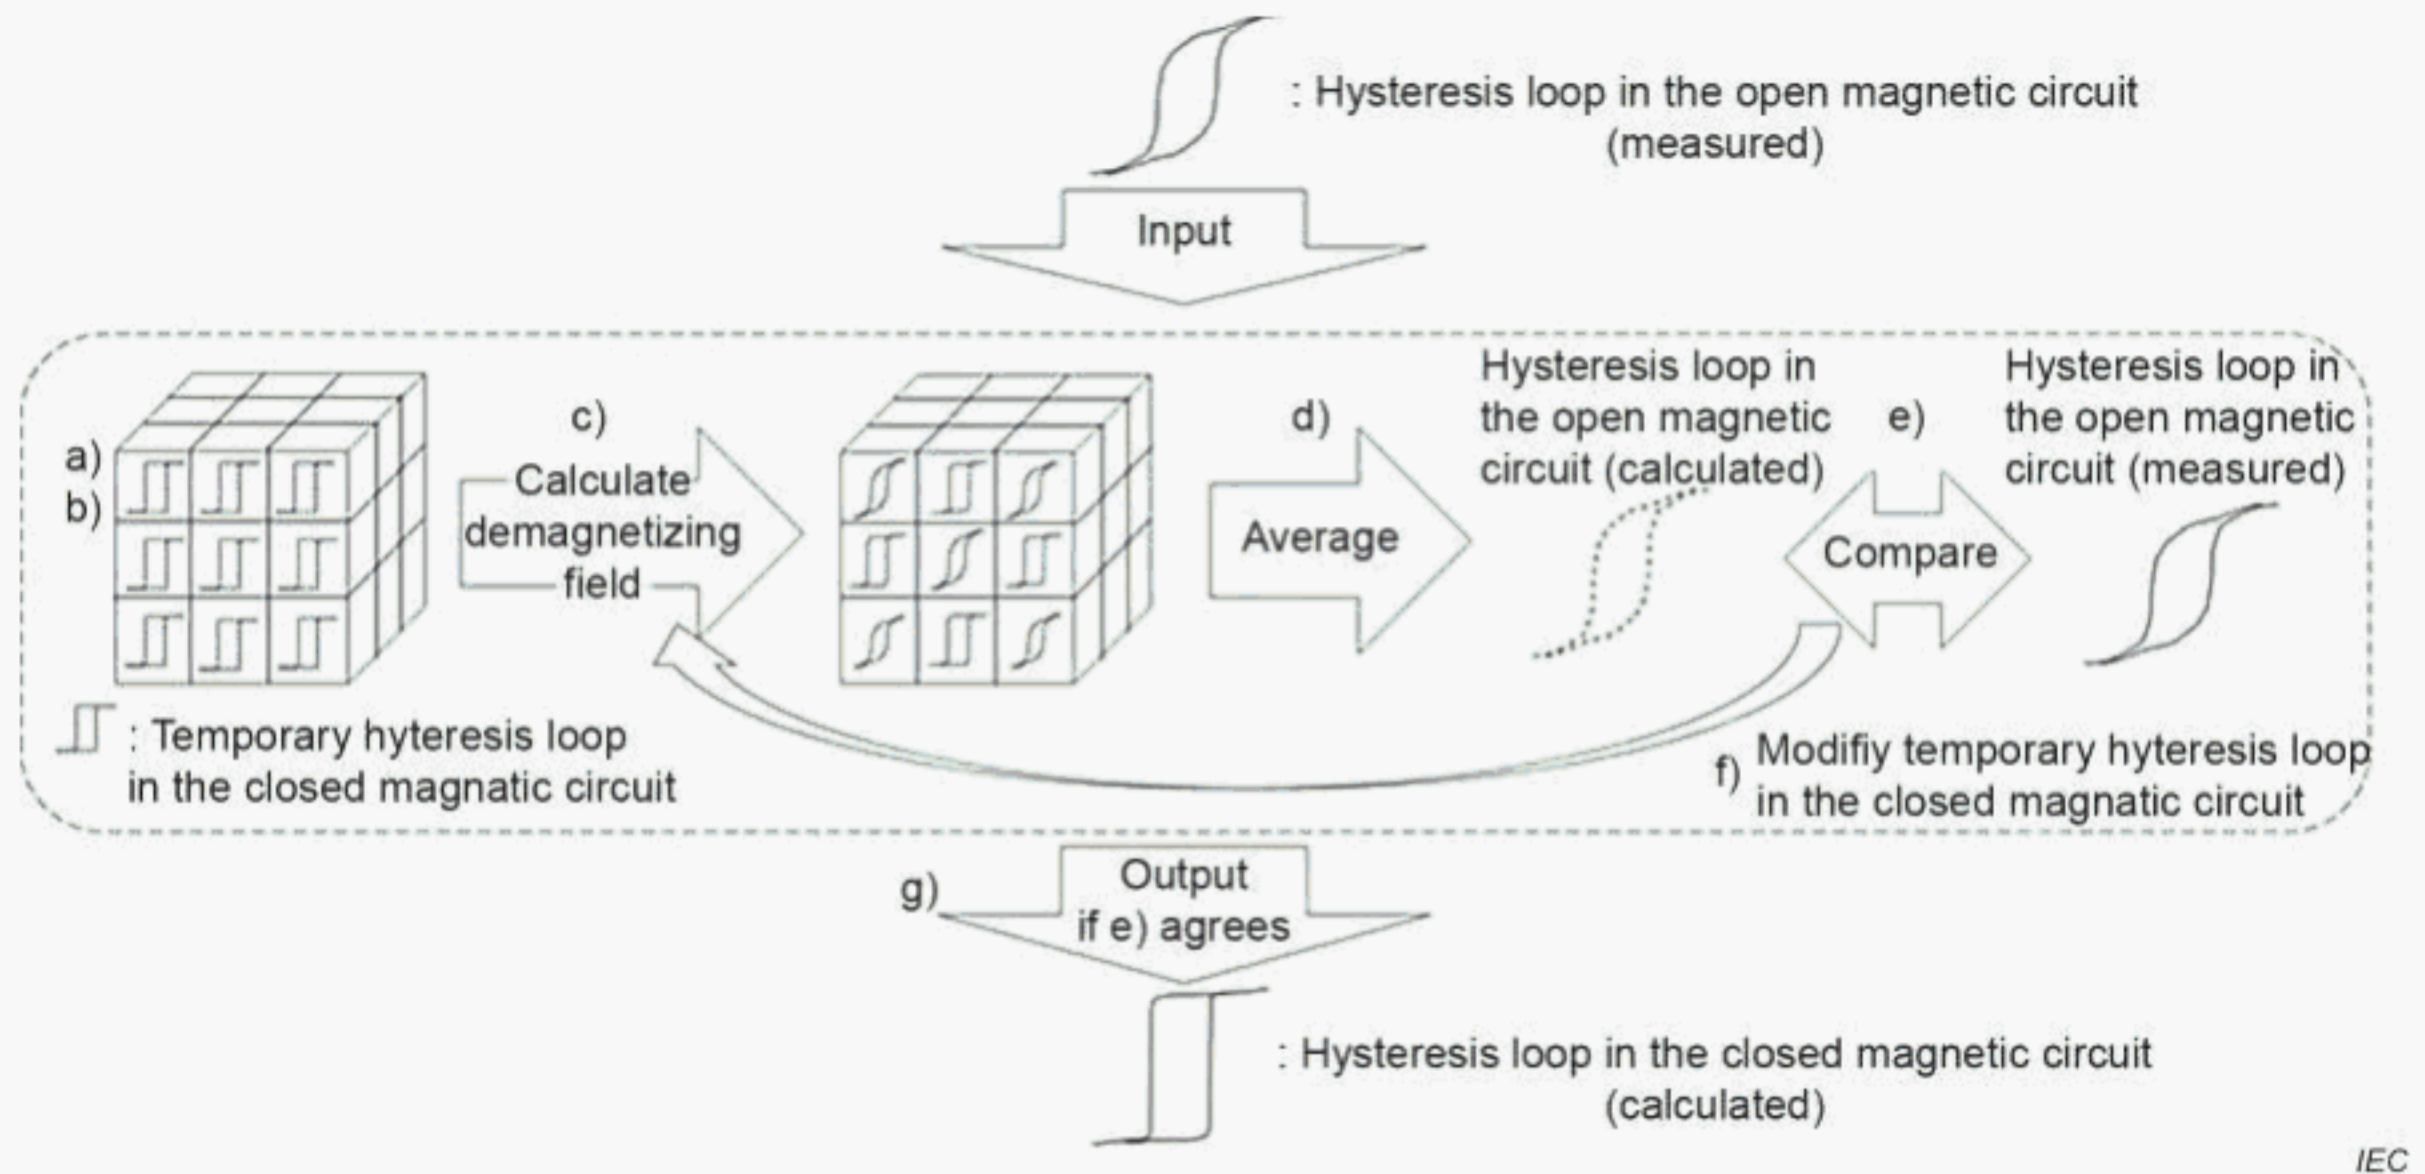 : Hysteresis loop in the open magnetic circuit
(measured)
Input
a)
b)
c)
Calculate
demagnetizing
field
d)
Average
Hysteresis loop in
the open magnetic
circuit (calculated)
e)
Compare
Hysteresis loop in
the open magnetic
circuit (measured)
: Temporary hyteresis loop
in the closed magnatic circuit
f)
Modifiy temporary hyteresis loop
in the closed magnatic circuit
g)
Output
if e) agrees
: Hysteresis loop in the closed magnetic circuit
(calculated)
IEC